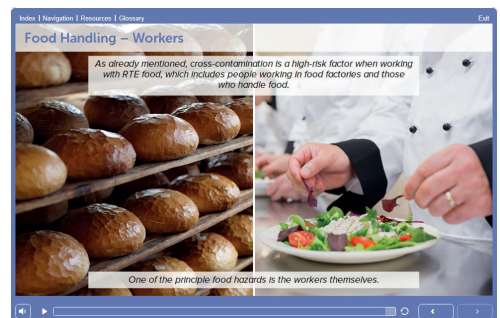 Index | Navigation | Resources | Glossary
Exit
Food Handling – Workers
As already mentioned, cross-contamination is a high-risk factor when working
with RTE food, which includes people working in food factories and those
who handle food.
One of the principle food hazards is the workers themselves.